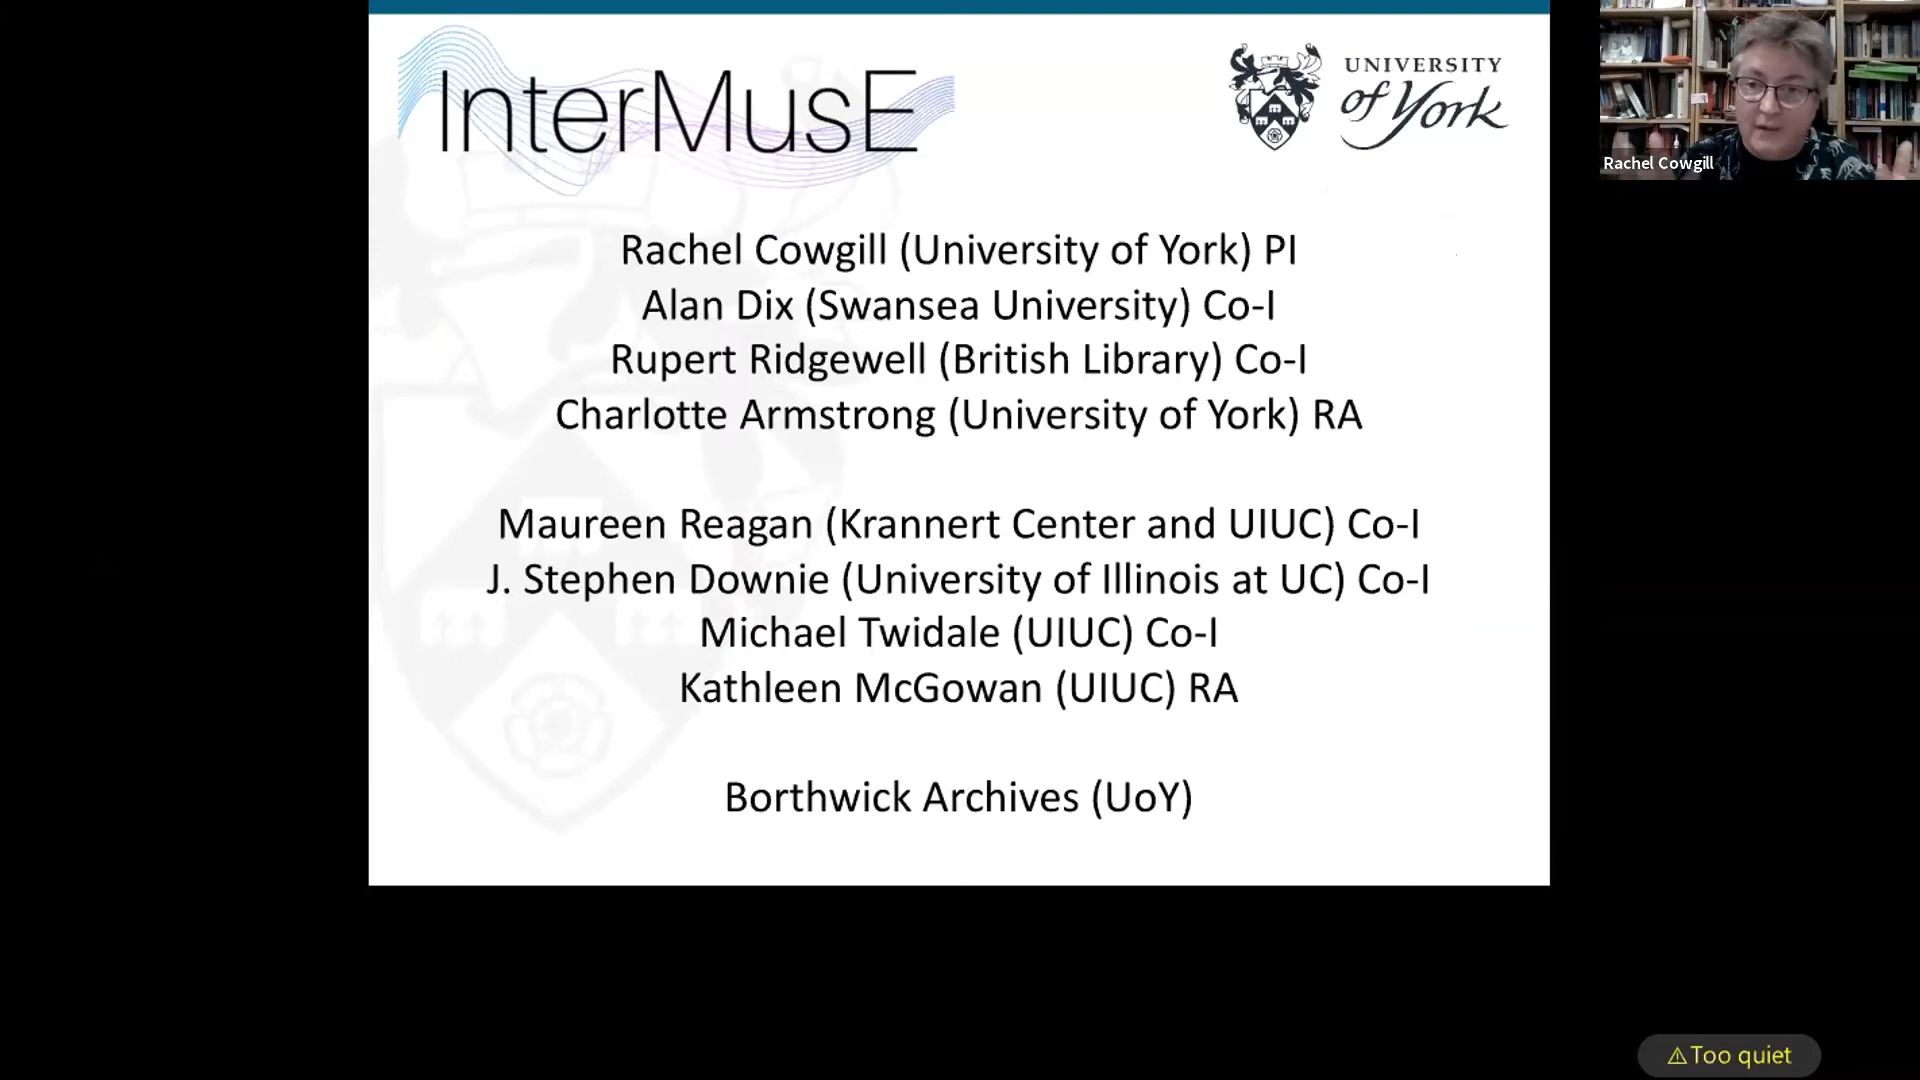 InterMusE
UNIVERSITY
of York
Rachel Cowgill
Rachel Cowgill (University of York) PI
Alan Dix (Swansea University) Co-I
Rupert Ridgewell (British Library) Co-I
Charlotte Armstrong (University of York) RA
Maureen Reagan (Krannert Center and UIUC) Co-I
J. Stephen Downie (University of Illinois at UC) Co-I
Michael Twidale (UIUC) Co-I
Kathleen McGowan (UIUC) RA
Borthwick Archives (UoY)
⚠Too quiet